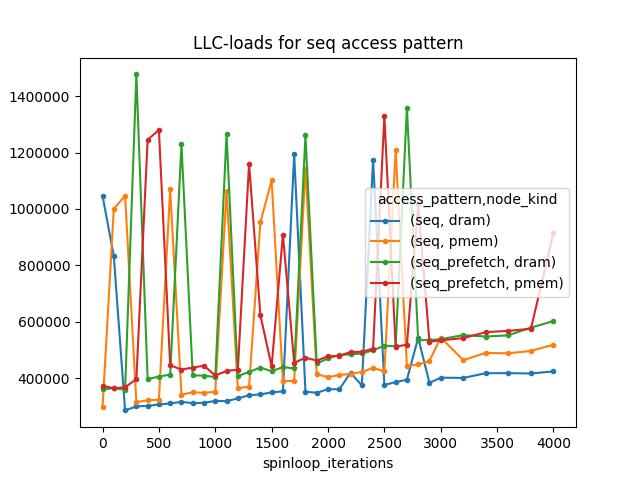 LLC-loads for seq access pattern
1400000
1200000
1000000
800000
600000
400000
access_pattern,node_kind
(seq, dram)
(seq, pmem)
(seq_prefetch, dram)
(seq_prefetch, pmem)
0 500 1000 1500 2000 2500 3000 3500 4000
spinloop_iterations